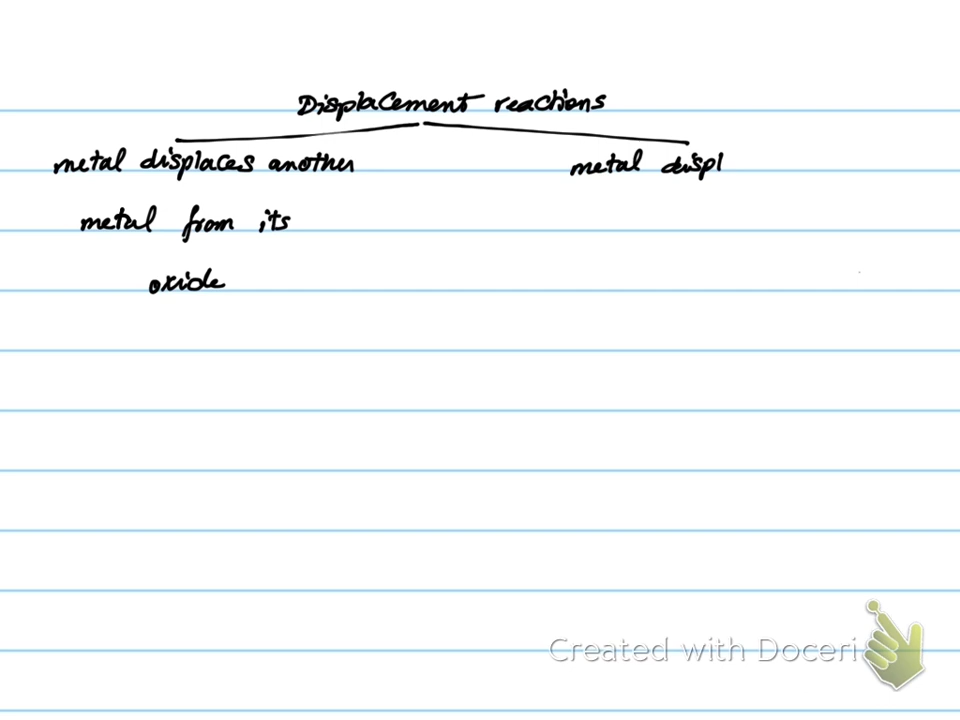 Displacement reactions
metal displaces another
metal from its
oxide
metal displ
Created with Doceri